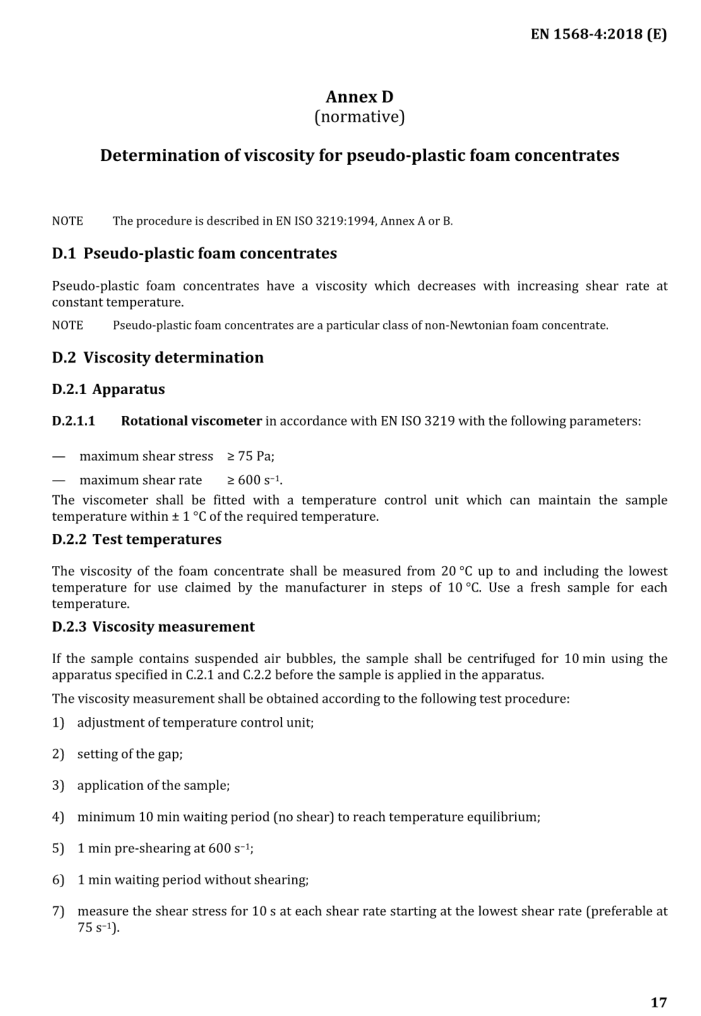 EN 1568-4:2018 (E)
Annex D
(normative)
Determination of viscosity for pseudo-plastic foam concentrates
NOTE The procedure is described in EN ISO 3219:1994, Annex A or B.
D.1 Pseudo-plastic foam concentrates
Pseudo-plastic foam concentrates have a viscosity which decreases with increasing shear rate at
constant temperature.
NOTE Pseudo-plastic foam concentrates are a particular class of non-Newtonian foam concentrate.
D.2 Viscosity determination
D.2.1 Apparatus
D.2.1.1 Rotational viscometer in accordance with EN ISO 3219 with the following parameters:
— maximum shear stress ≥ 75 Pa;
— maximum shear rate ≥ 600 s⁻¹.
The viscometer shall be fitted with a temperature control unit which can maintain the sample
temperature within ± 1 °C of the required temperature.
D.2.2 Test temperatures
The viscosity of the foam concentrate shall be measured from 20 °C up to and including the lowest
temperature for use claimed by the manufacturer in steps of 10 °C. Use a fresh sample for each
temperature.
D.2.3 Viscosity measurement
If the sample contains suspended air bubbles, the sample shall be centrifuged for 10 min using the
apparatus specified in C.2.1 and C.2.2 before the sample is applied in the apparatus.
The viscosity measurement shall be obtained according to the following test procedure:
1) adjustment of temperature control unit;
2) setting of the gap;
3) application of the sample;
4) minimum 10 min waiting period (no shear) to reach temperature equilibrium;
5) 1 min pre-shearing at 600 s⁻¹;
6) 1 min waiting period without shearing;
7) measure the shear stress for 10 s at each shear rate starting at the lowest shear rate (preferable at
75 s⁻¹).
17